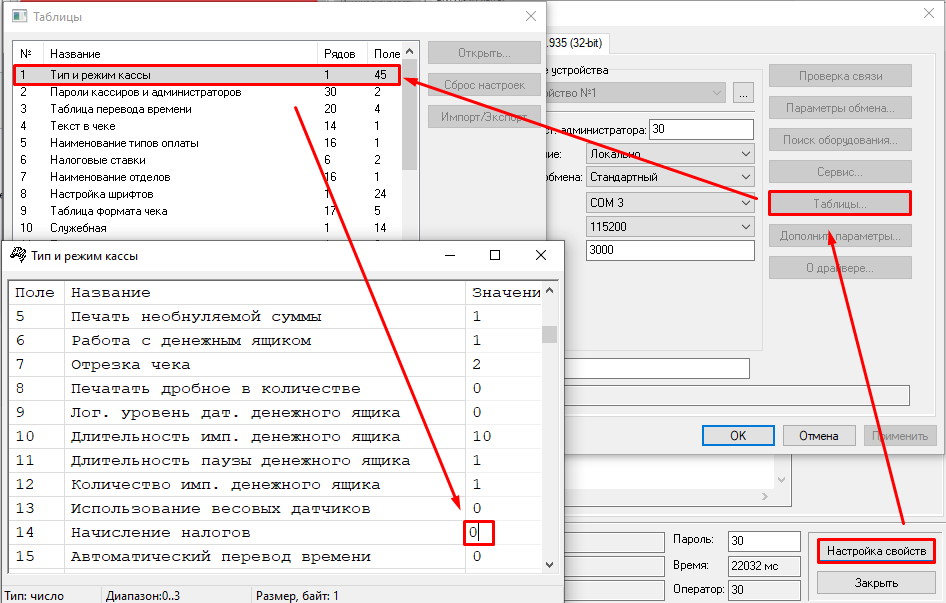 Таблицы
№ Название Рядов Поле
1 Тип и режим кассы 1 45
2 Пароли кассиров и администраторов 30 2
3 Таблица перевода времени 20 4
4 Текст в чеке 14 1
5 Наименование типов оплаты 16 1
6 Налоговые ставки 6 2
7 Наименование отделов 16 1
8 Настройка шрифтов 1 24
9 Таблица формата чека 17 5
10 Служебная 1 14
Открыть...
Сброс настроек
Импорт/Экспорт
.935 (32-bit)
е устройства
йство №1
...
ст. администратора: 30
ние: Локально
обмена: Стандартный
COM 3
115200
3000
Проверка связи
Параметры обмена...
Поиск оборудования...
Сервис...
Таблицы...
Дополнит параметры...
О драйвере...
OK
Отмена
Применить
Тип и режим кассы
Поле Название Значени
5 Печать необнуляемой суммы 1
6 Работа с денежным ящиком 1
7 Отрезка чека 2
8 Печатать дробное в количестве 0
9 Лог. уровень дат. денежного ящика 0
10 Длительность имп. денежного ящика 10
11 Длительность паузы денежного ящика 1
12 Количество имп. денежного ящика 1
13 Использование весовых датчиков 0
14 Начисление налогов 0
15 Автоматический перевод времени 0
Тип: число Диапазон:0..3 Размер, байт: 1
Пароль: 30
Время: 22032 мс
Оператор: 30
Настройка свойств
Закрыть